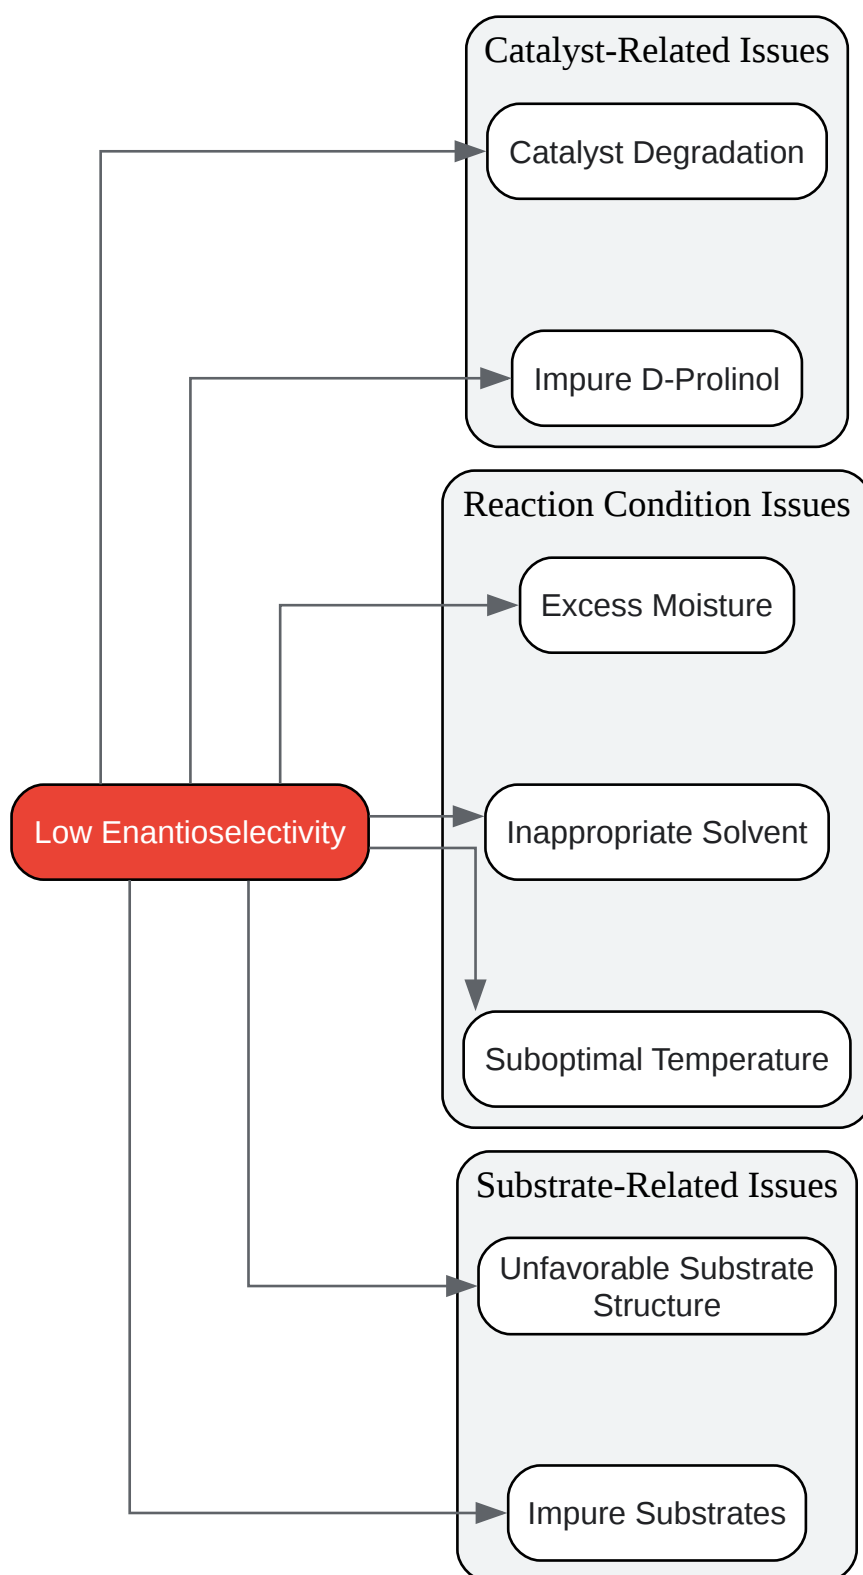 Catalyst-Related Issues
Catalyst Degradation
Impure D-Prolinol
Reaction Condition Issues
Excess Moisture
Low Enantioselectivity
Inappropriate Solvent
Suboptimal Temperature
Substrate-Related Issues
Unfavorable Substrate
Structure
Impure Substrates